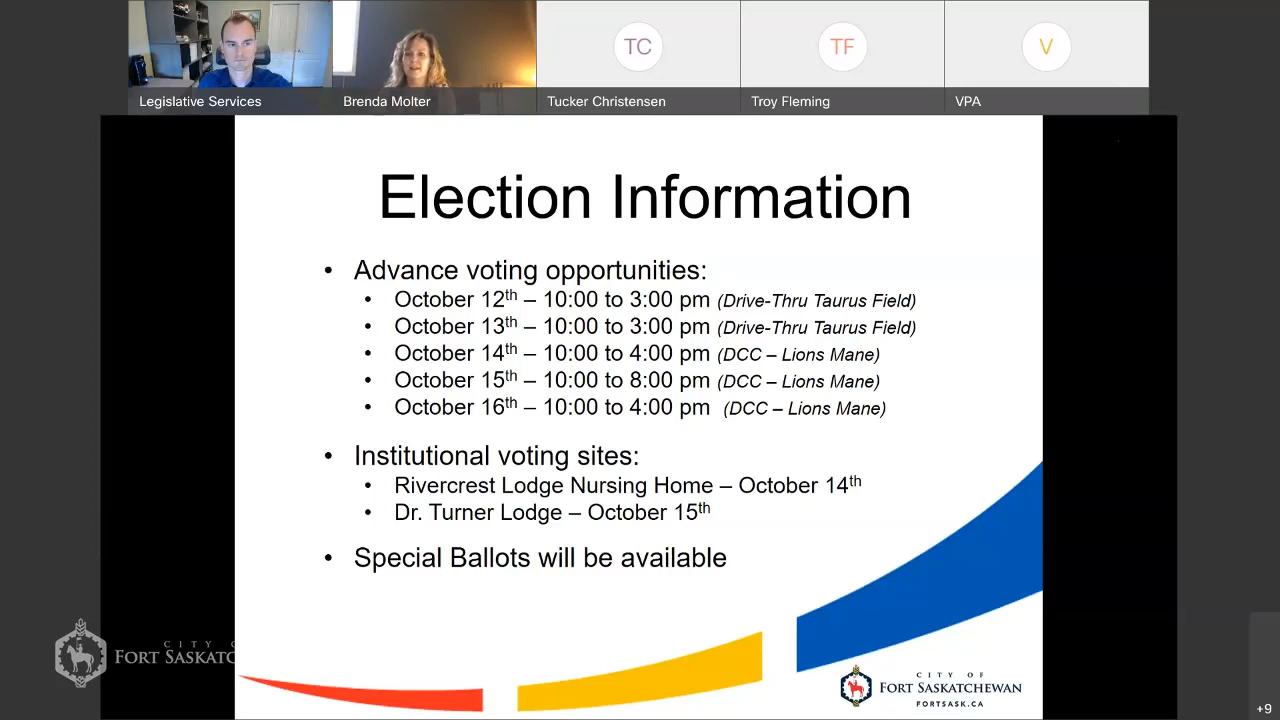 TC
TF
V
Legislative Services
Brenda Molter
Tucker Christensen
Troy Fleming
VPA
Election Information
• Advance voting opportunities:
• October 12th – 10:00 to 3:00 pm (Drive-Thru Taurus Field)
• October 13th – 10:00 to 3:00 pm (Drive-Thru Taurus Field)
• October 14th – 10:00 to 4:00 pm (DCC – Lions Mane)
• October 15th – 10:00 to 8:00 pm (DCC – Lions Mane)
• October 16th – 10:00 to 4:00 pm (DCC – Lions Mane)
• Institutional voting sites:
• Rivercrest Lodge Nursing Home – October 14th
• Dr. Turner Lodge – October 15th
• Special Ballots will be available
CITY O
FORT SASKATC
CITY OF
FORT SASKATCHEWAN
FORTSASK.CA
+9